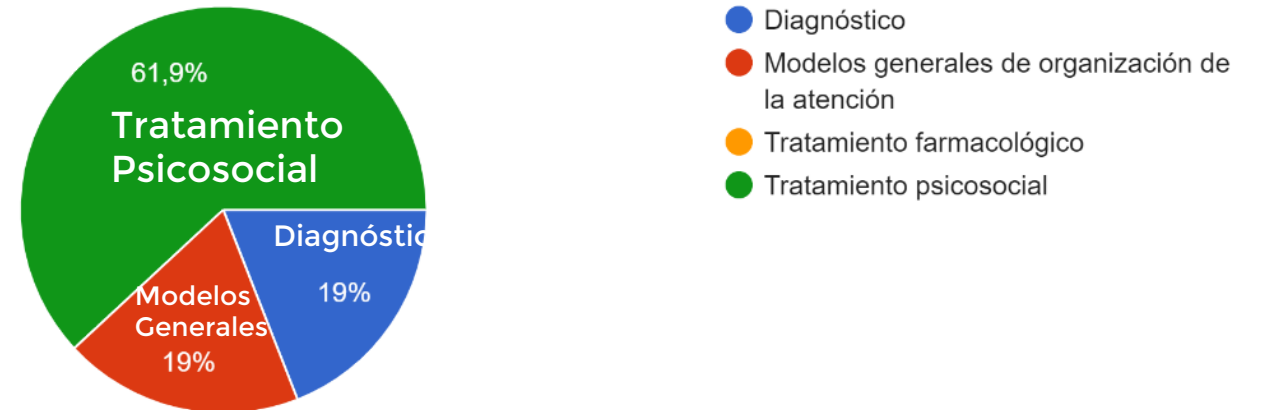 61,9%
Tratamiento
Psicosocial
Diagnóstic
19%
Modelos
Generales
19%
Diagnóstico
Modelos generales de organización de
la atención
Tratamiento farmacológico
Tratamiento psicosocial